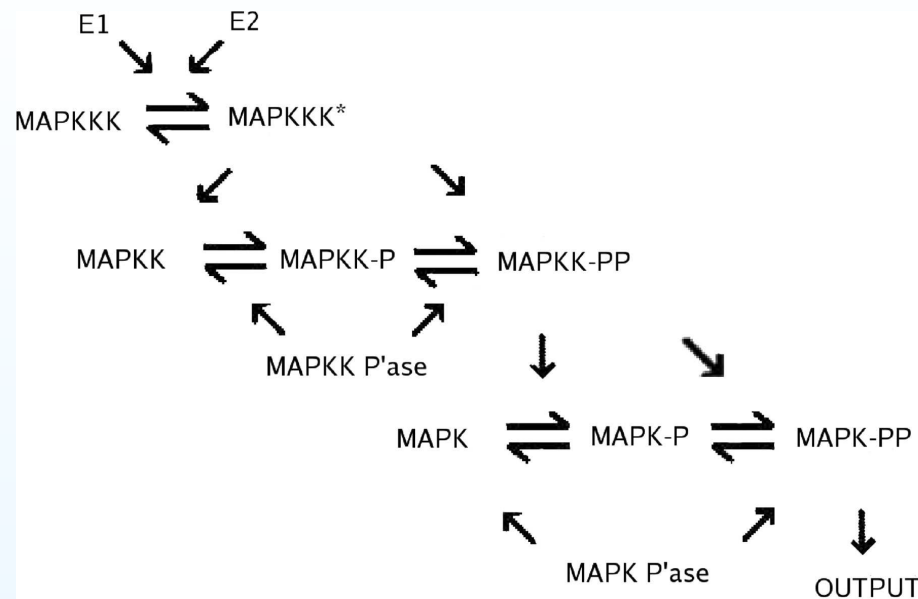 E1 E2
MAPKKK MAPKKK*
MAPKK MAPKK-P MAPKK-PP
MAPKK P'ase
MAPK MAPK-P MAPK-PP
MAPK P'ase
OUTPUT